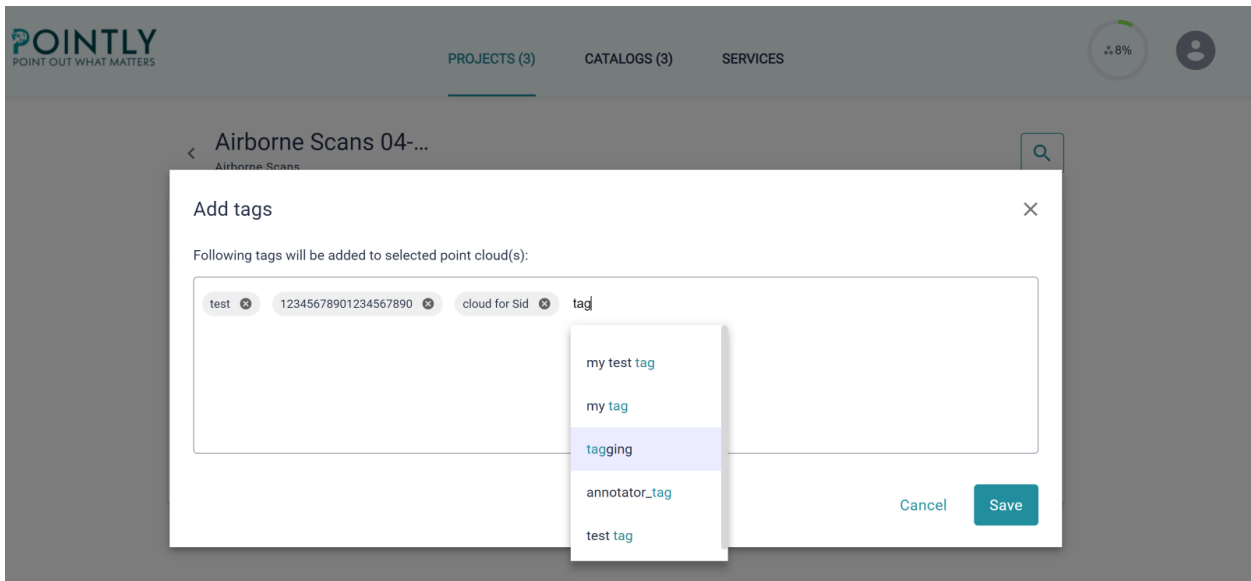 POINTLY
POINT OUT WHAT MATTERS
PROJECTS (3)
CATALOGS (3)
SERVICES
8%
Airborne Scans 04-...
Airborne Scans
Add tags
Following tags will be added to selected point cloud(s):
test
12345678901234567890
cloud for Sid
tag
my test tag
my tag
tagging
annotator_tag
test tag
Cancel
Save